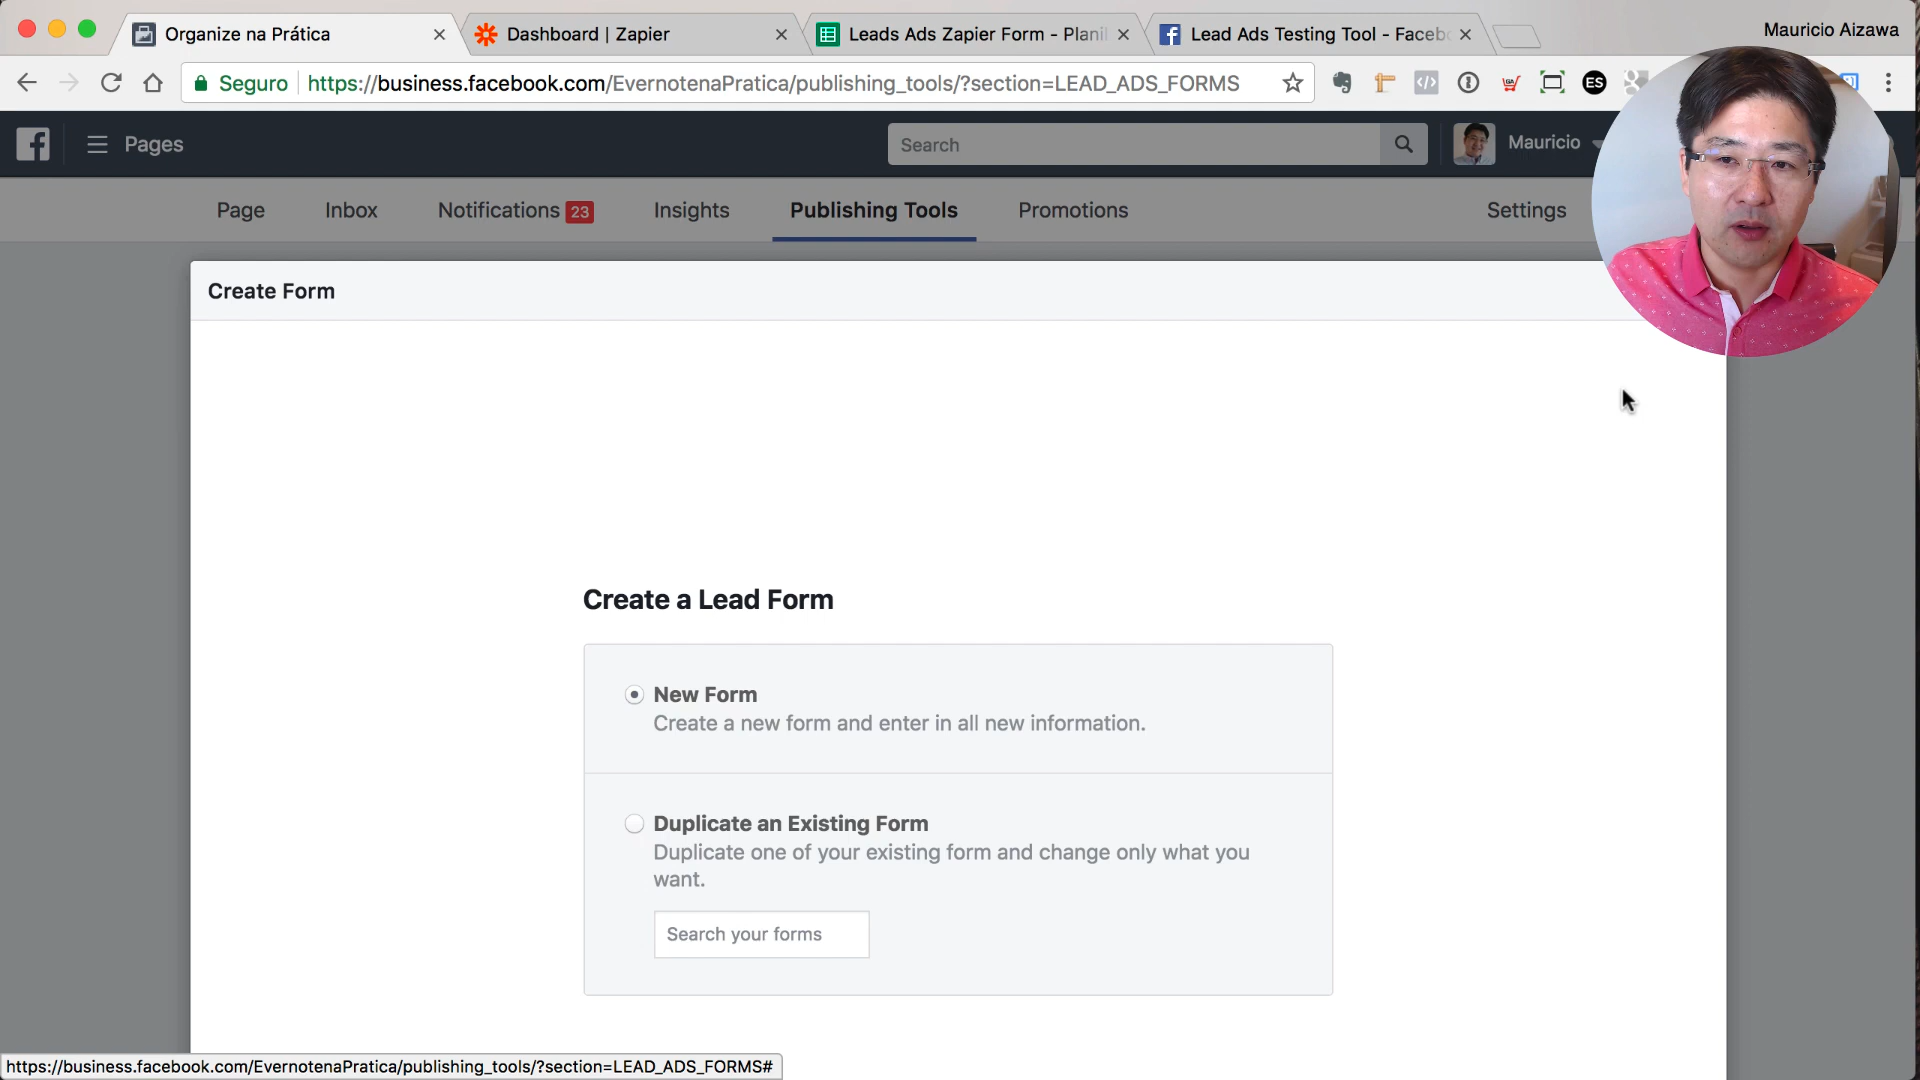 Organize na Prática
Dashboard | Zapier
Leads Ads Zapier Form - Planil
Lead Ads Testing Tool - Facebo
Mauricio Aizawa
Seguro
https://business.facebook.com/EvernotenaPratica/publishing_tools/?section=LEAD_ADS_FORMS
ES
Pages
Search
Mauricio
Page
Inbox
Notifications 23
Insights
Publishing Tools
Promotions
Settings
Create Form
Create a Lead Form
New Form
Create a new form and enter in all new information.
Duplicate an Existing Form
Duplicate one of your existing form and change only what you
want.
Search your forms
https://business.facebook.com/EvernotenaPratica/publishing_tools/?section=LEAD_ADS_FORMS#